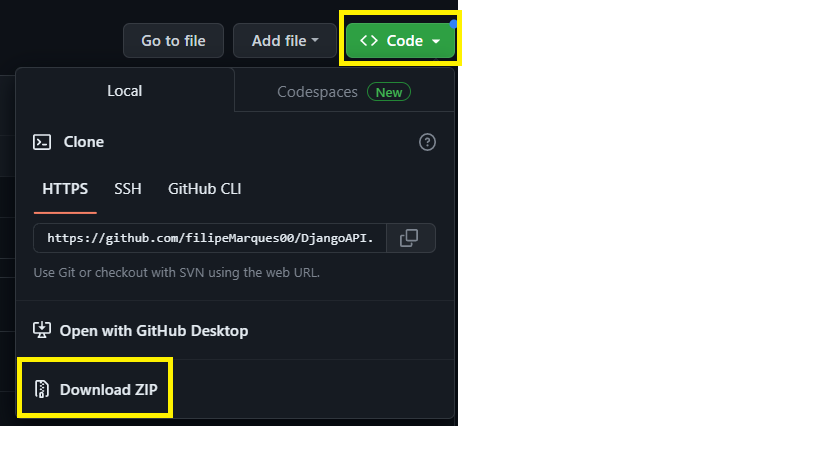 Go to file Add file <> Code
Local Codespaces New
Clone
HTTPS SSH GitHub CLI
https://github.com/filipeMarques00/DjangoAPI.
Use Git or checkout with SVN using the web URL.
Open with GitHub Desktop
Download ZIP